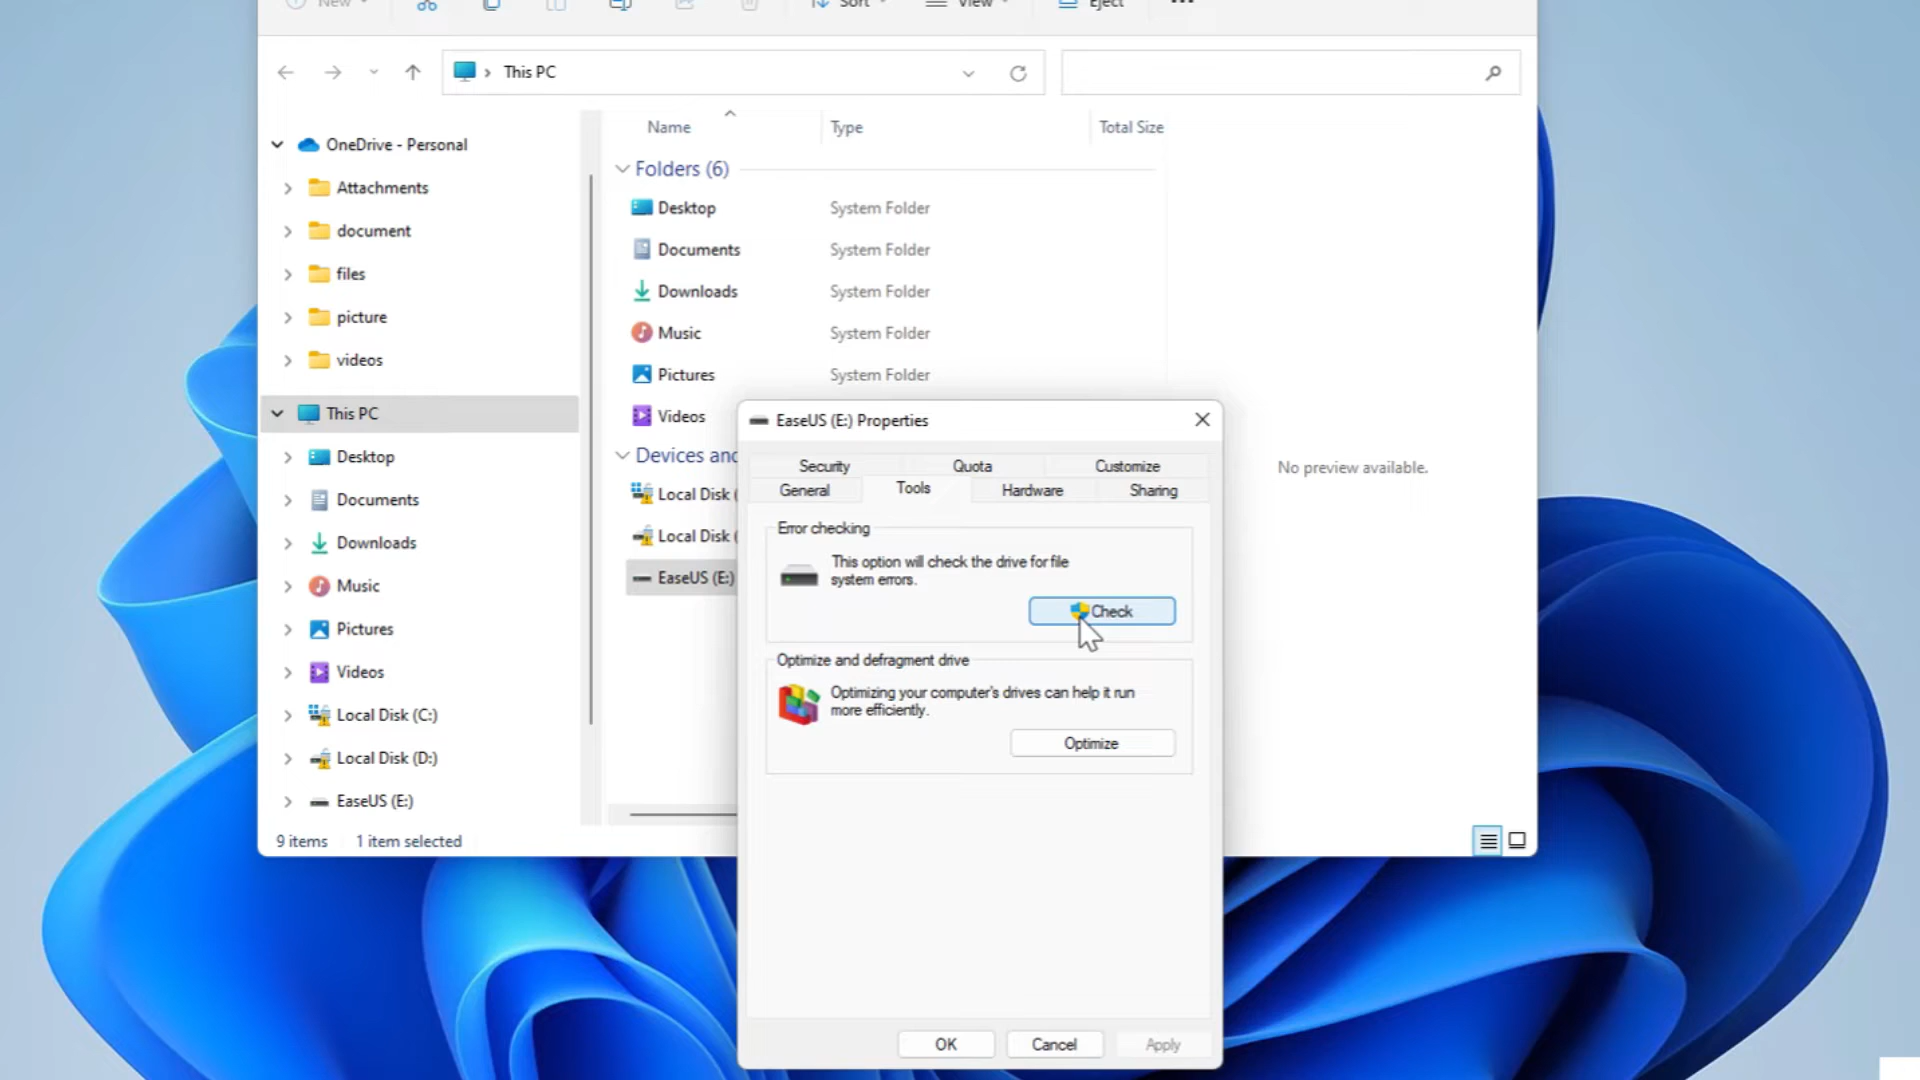 New
Sort
View
Eject
This PC
Name
Type
Total Size
OneDrive - Personal
Attachments
document
files
picture
videos
This PC
Desktop
Documents
Downloads
Music
Pictures
Videos
Local Disk (C:)
Local Disk (D:)
EaseUS (E:)
Folders (6)
Desktop System Folder
Documents System Folder
Downloads System Folder
Music System Folder
Pictures System Folder
Videos
Devices and
Local Disk (
Local Disk (
EaseUS (E:)
No preview available.
9 items 1 item selected
EaseUS (E:) Properties
Security Quota Customize
General Tools Hardware Sharing
Error checking
This option will check the drive for file
system errors.
Check
Optimize and defragment drive
Optimizing your computer's drives can help it run
more efficiently.
Optimize
OK Cancel Apply